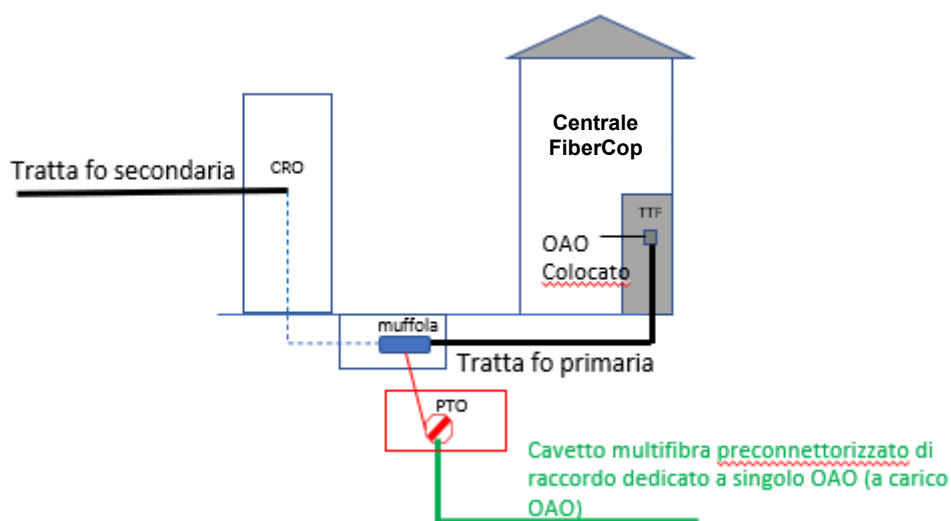 Centrale
FiberCop
Tratta fo secondaria
CRO
TTF
OAO
Colocato
muffola
Tratta fo primaria
PTO
Cavetto multifibra preconnettorizzato di
raccordo dedicato a singolo OAO (a carico
OAO)